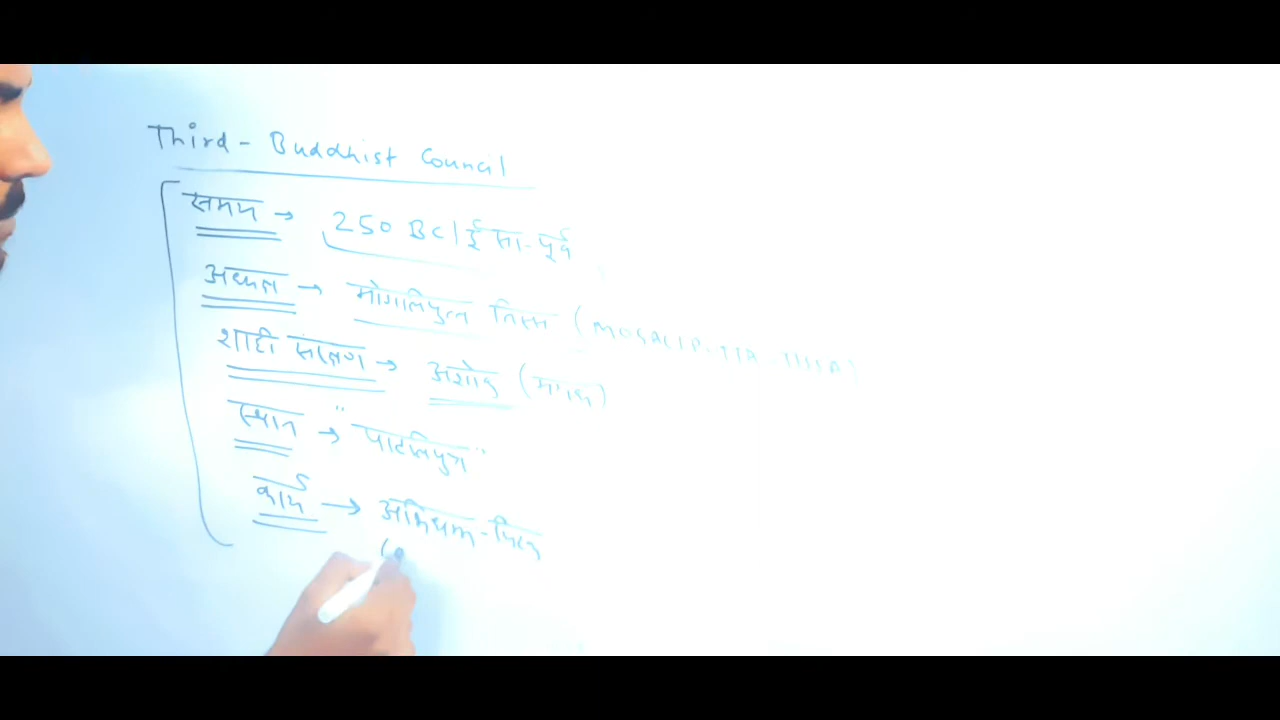 Third - Buddhist Council
समय → 250 BC/ईसा-पूर्व
अध्यक्ष → मोगलिपुत्त तिस्स (MOGALIPUTTA TISSA)
शाही संरक्षण → अशोक (मगध)
स्थान → "पाटलिपुत्र"
कार्य → अभिधम्म-पिटक